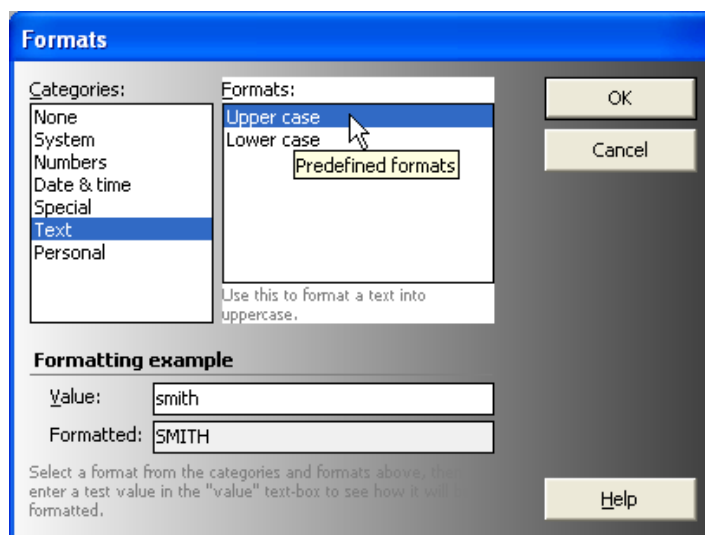 Formats
Categories:
None
System
Numbers
Date & time
Special
Text
Personal
Formats:
Upper case
Lower case
Predefined formats
Use this to format a text into
uppercase.
OK
Cancel
Formatting example
Value: smith
Formatted: SMITH
Select a format from the categories and formats above, then
enter a test value in the "value" text-box to see how it will
formatted.
Help